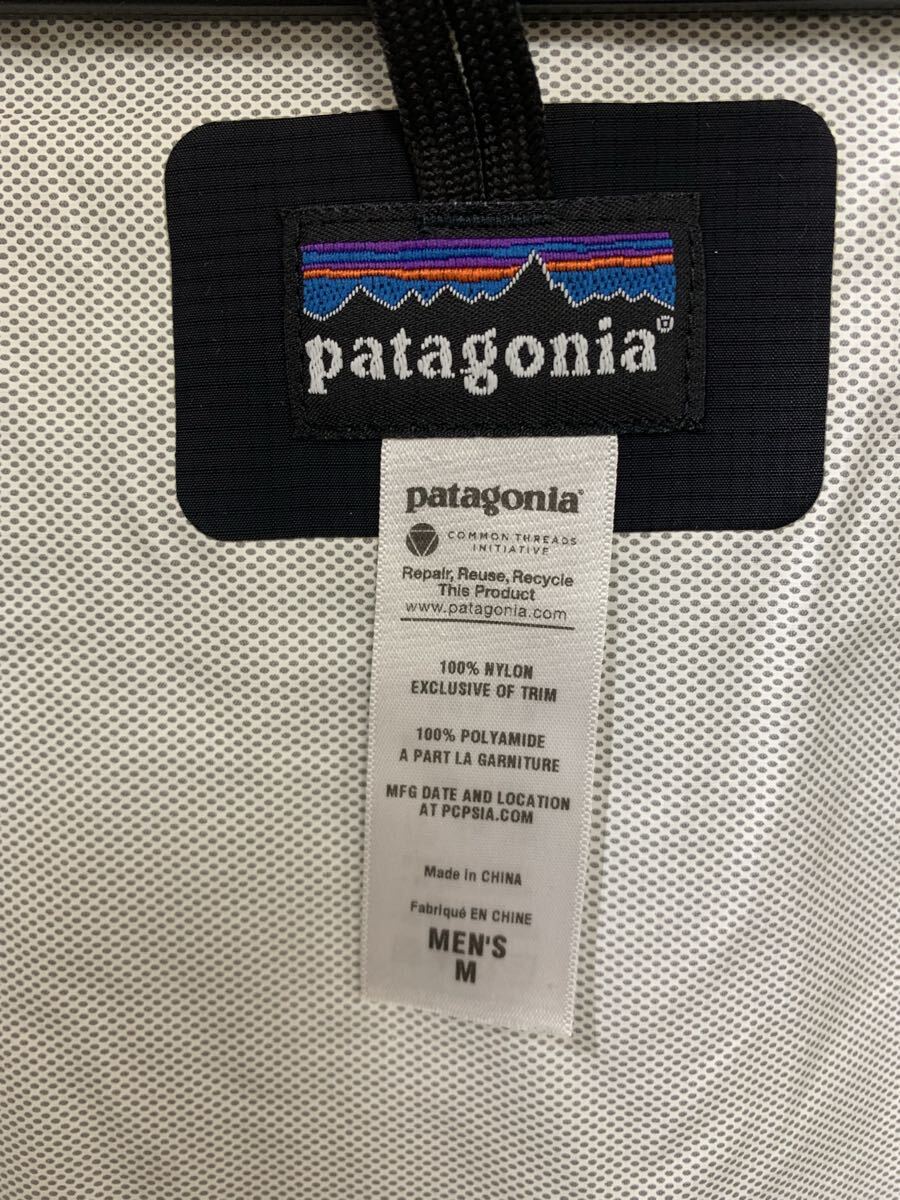 patagonia®
patagonia®
COMMON THREADS
INITIATIVE
Repair, Reuse, Recycle
This Product
www.patagonia.com
100% NYLON
EXCLUSIVE OF TRIM
100% POLYAMIDE
A PART LA GARNITURE
MFG DATE AND LOCATION
AT PCPSIA.COM
Made in CHINA
Fabriqué EN CHINE
MEN'S
M